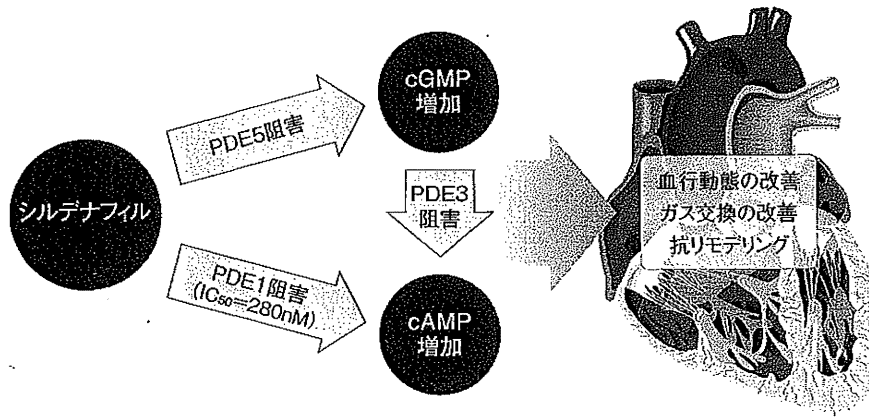 cGMP
増加
PDE5阻害
シルデナフィル
PDE3
阻害
PDE1阻害
(IC₅₀=280nM)
cAMP
増加
血行動態の改善
ガス交換の改善
抗リモデリング